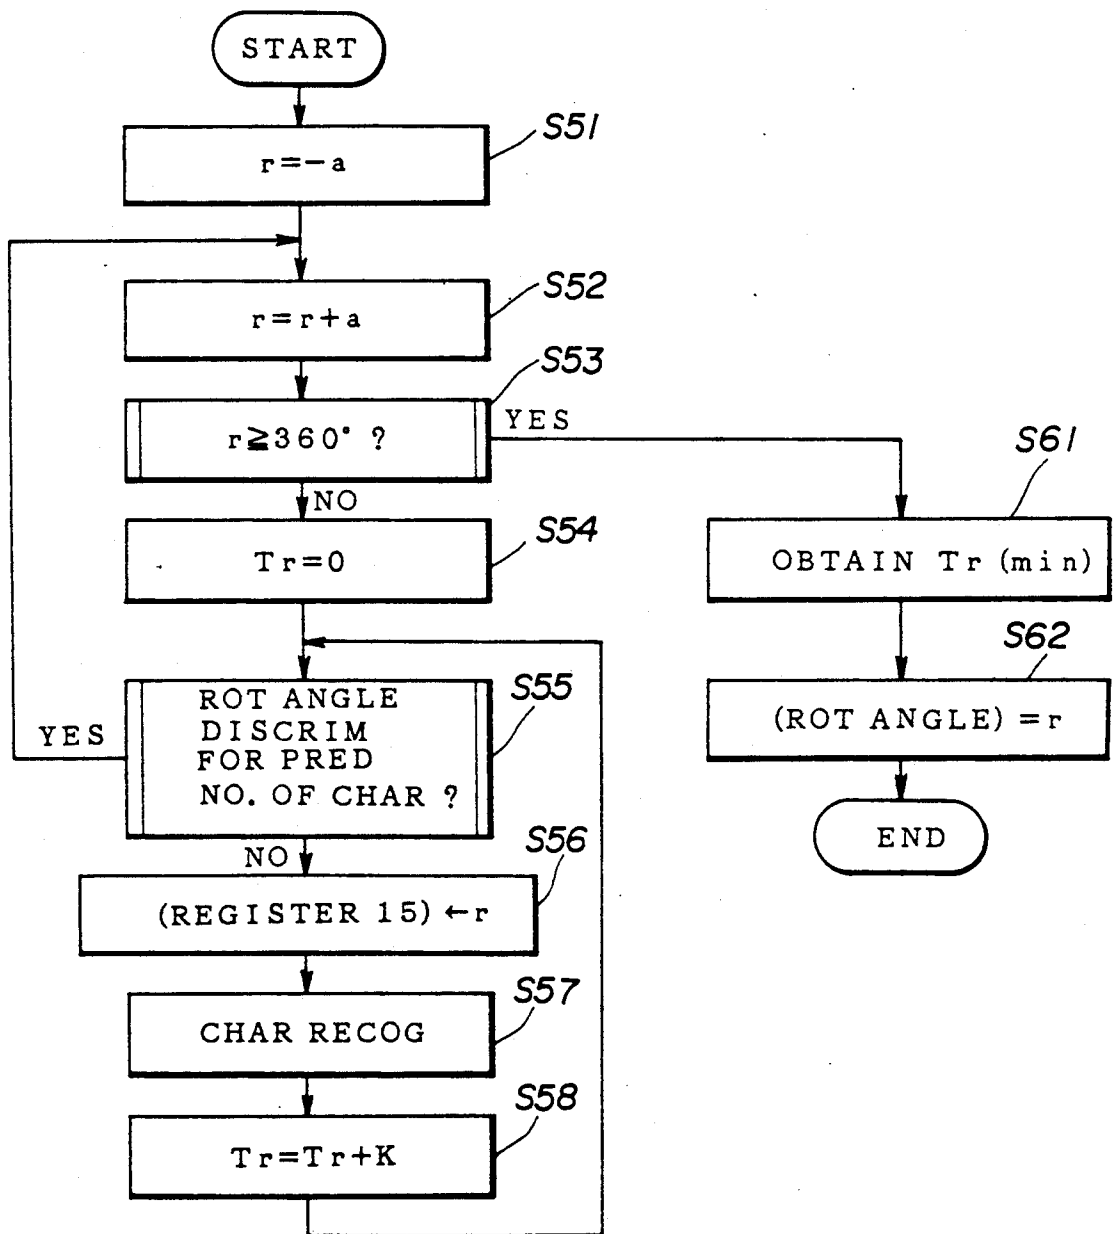 START
S51
r=-a
S52
r=r+a
S53
r≧360° ?
YES
NO
S54
Tr=0
S61
OBTAIN Tr (min)
S62
(ROT ANGLE) = r
END
S55
ROT ANGLE
DISCRIM
FOR PRED
NO. OF CHAR ?
YES
NO
S56
(REGISTER 15) ← r
S57
CHAR RECOG
S58
Tr=Tr+K